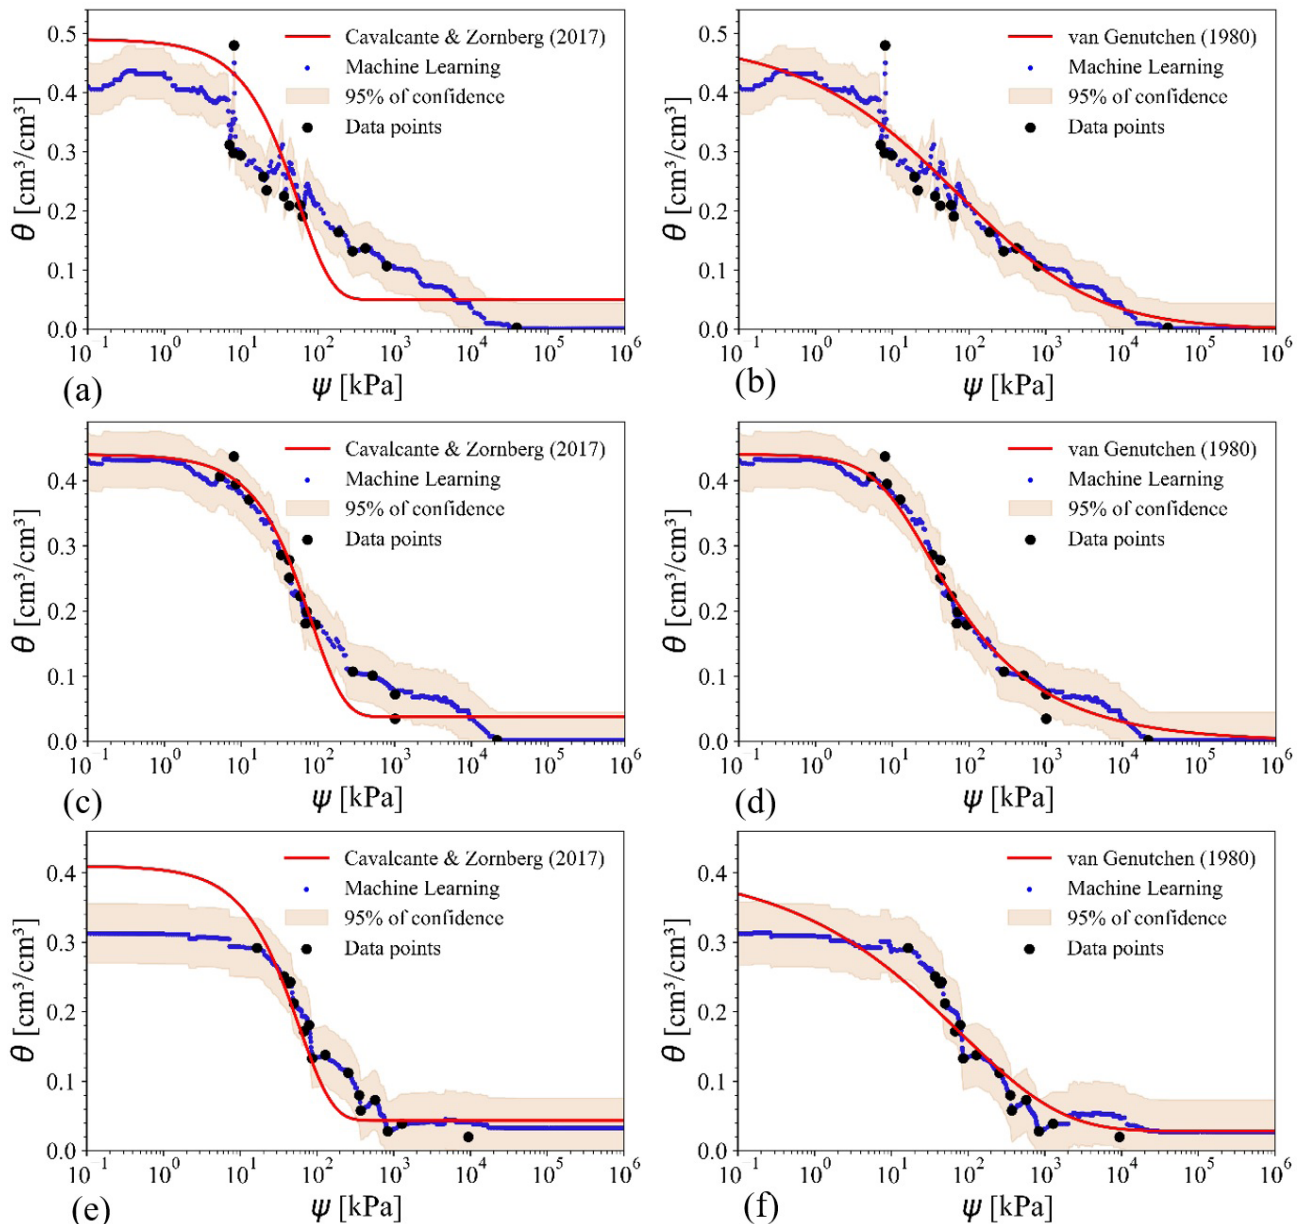 0.5
0.4
0.3
0.2
0.1
0.0
θ [cm³/cm³]
Cavalcante & Zornberg (2017)
Machine Learning
95% of confidence
Data points
10⁻¹ 10⁰ 10¹ 10² 10³ 10⁴ 10⁵ 10⁶
(a) ψ [kPa]
0.5
0.4
0.3
0.2
0.1
0.0
θ [cm³/cm³]
van Genutchen (1980)
Machine Learning
95% of confidence
Data points
10⁻¹ 10⁰ 10¹ 10² 10³ 10⁴ 10⁵ 10⁶
(b) ψ [kPa]
0.4
0.3
0.2
0.1
0.0
θ [cm³/cm³]
Cavalcante & Zornberg (2017)
Machine Learning
95% of confidence
Data points
10⁻¹ 10⁰ 10¹ 10² 10³ 10⁴ 10⁵ 10⁶
(c) ψ [kPa]
0.4
0.3
0.2
0.1
0.0
θ [cm³/cm³]
van Genutchen (1980)
Machine Learning
95% of confidence
Data points
10⁻¹ 10⁰ 10¹ 10² 10³ 10⁴ 10⁵ 10⁶
(d) ψ [kPa]
0.4
0.3
0.2
0.1
0.0
θ [cm³/cm³]
Cavalcante & Zornberg (2017)
Machine Learning
95% of confidence
Data points
10⁻¹ 10⁰ 10¹ 10² 10³ 10⁴ 10⁵ 10⁶
(e) ψ [kPa]
0.4
0.3
0.2
0.1
0.0
θ [cm³/cm³]
van Genutchen (1980)
Machine Learning
95% of confidence
Data points
10⁻¹ 10⁰ 10¹ 10² 10³ 10⁴ 10⁵ 10⁶
(f) ψ [kPa]